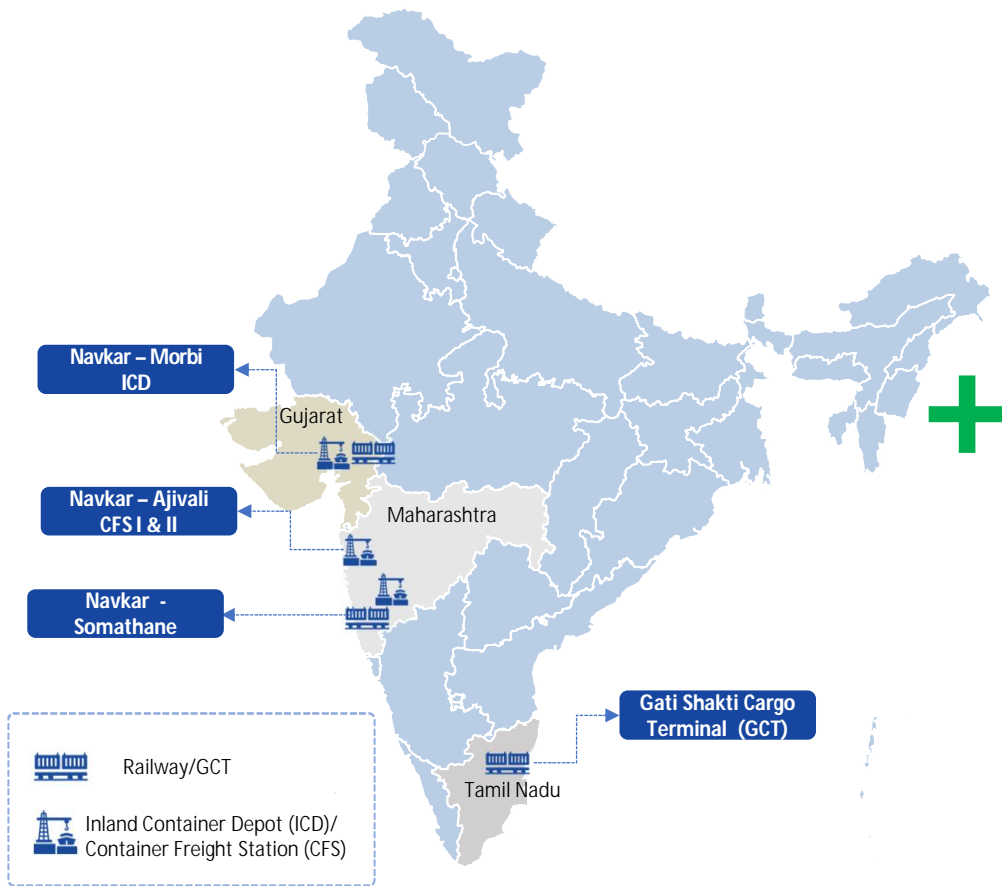 Navkar – Morbi
ICD
Gujarat
Navkar – Ajivali
CFS I & II
Maharashtra
Navkar -
Somathane
Gati Shakti Cargo
Terminal (GCT)
Tamil Nadu
Railway/GCT
Inland Container Depot (ICD)/
Container Freight Station (CFS)